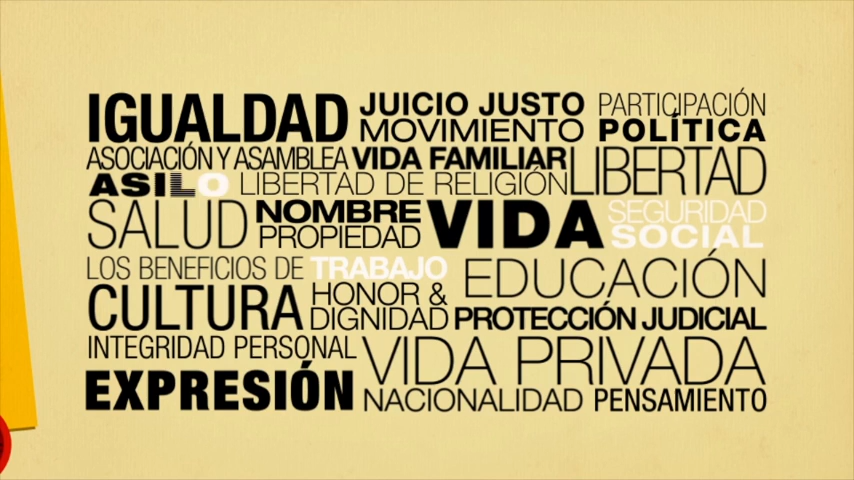 IGUALDAD
JUICIO JUSTO
MOVIMIENTO
PARTICIPACIÓN
POLÍTICA
ASOCIACIÓN Y ASAMBLEA
VIDA FAMILIAR
LIBERTAD
ASILO
LIBERTAD DE RELIGIÓN
SALUD
NOMBRE
PROPIEDAD
VIDA
SEGURIDAD
SOCIAL
LOS BENEFICIOS DE TRABAJO
EDUCACIÓN
CULTURA
HONOR &
DIGNIDAD
PROTECCIÓN JUDICIAL
INTEGRIDAD PERSONAL
VIDA PRIVADA
EXPRESIÓN
NACIONALIDAD
PENSAMIENTO